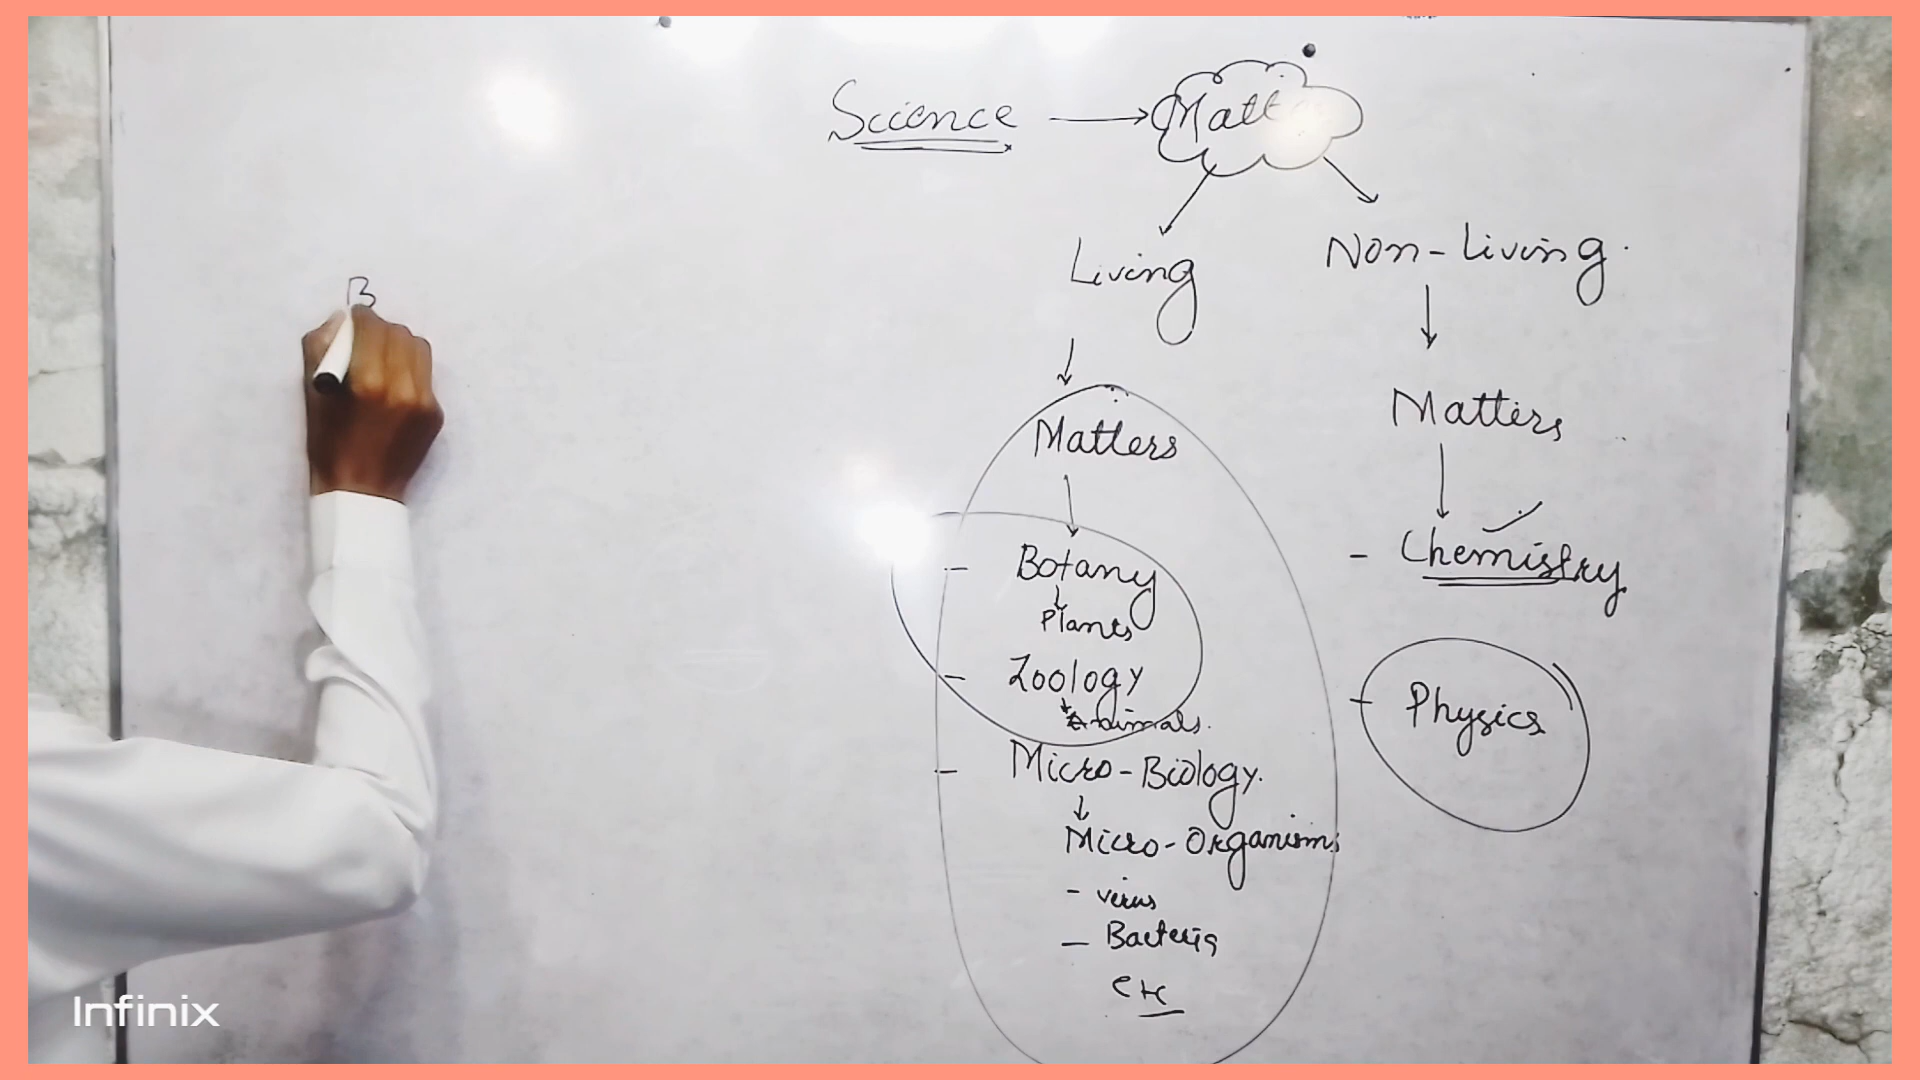 Science → Matt
Living
Non-Living
Matters
Matters
- Botany
Plants
- Zoology
Animals.
- Micro-Biology.
Micro-Organisms
- virus
- Bacteria
etc
- Chemistry
- Physics
B
Infinix